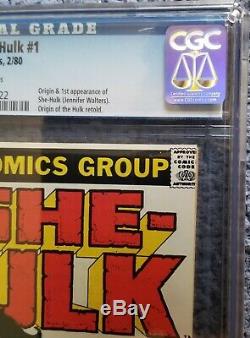 AL GRADE
Hulk #1
s, 2/80
s
22
Origin & 1st appearance of
She-Hulk (Jennifer Walters).
Origin of the Hulk retold.
CGC
OMICS GROUP
APPROVED
BY THE
COMICS
CODE
AUTHORITY
SHE-
HULK